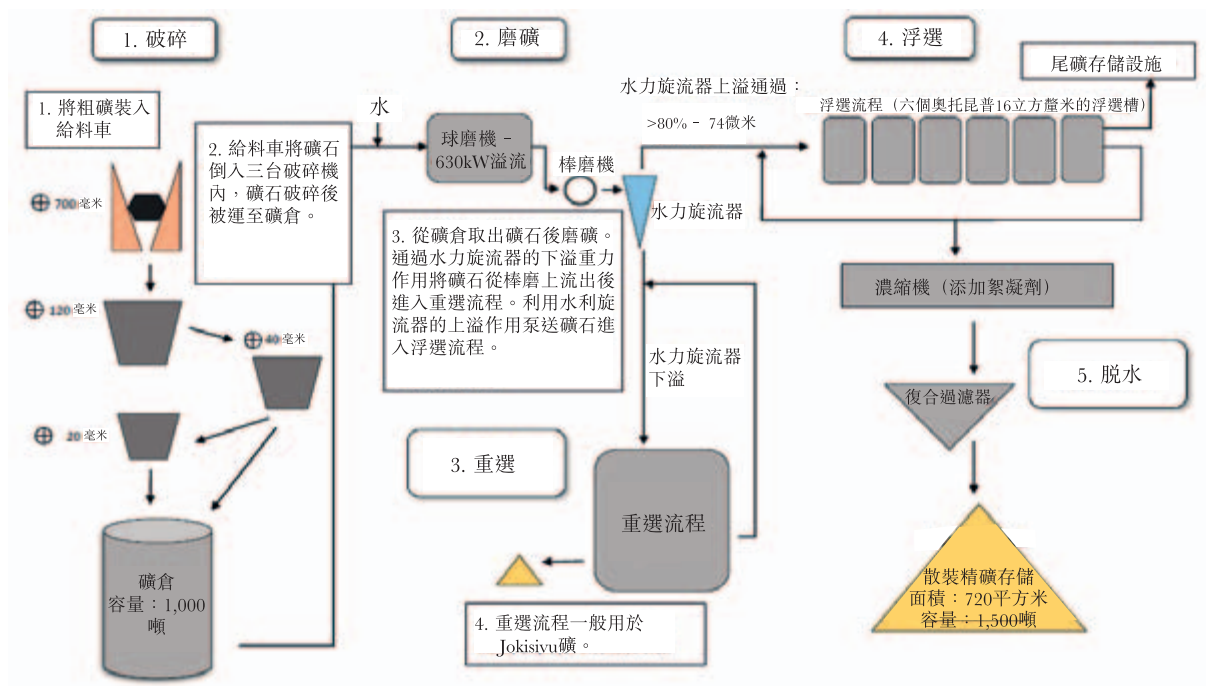 1. 破碎
2. 磨礦
4. 浮選
尾礦存儲設施
1. 將粗礦裝入
給料車
2. 給料車將礦石
倒入三台破碎機
內，礦石破碎後
被運至礦倉。
700毫米
120毫米
40毫米
20毫米
礦倉
容量：1,000
噸
水
球磨機 –
630kW溢流
棒磨機
水力旋流器
水力旋流器上溢通過：
>80% – 74微米
浮選流程（六個奧托昆普16立方釐米的浮選槽）
3. 從礦倉取出礦石後磨礦。
通過水力旋流器的下溢重力
作用將礦石從棒磨上流出後
進入重選流程。利用水利旋
流器的上溢作用泵送礦石進
入浮選流程。
水力旋流器
下溢
3. 重選
重選流程
4. 重選流程一般用於
Jokisivu礦。
濃縮機（添加絮凝劑）
5. 脱水
復合過濾器
散裝精礦存儲
面積：720平方米
容量：1,500噸